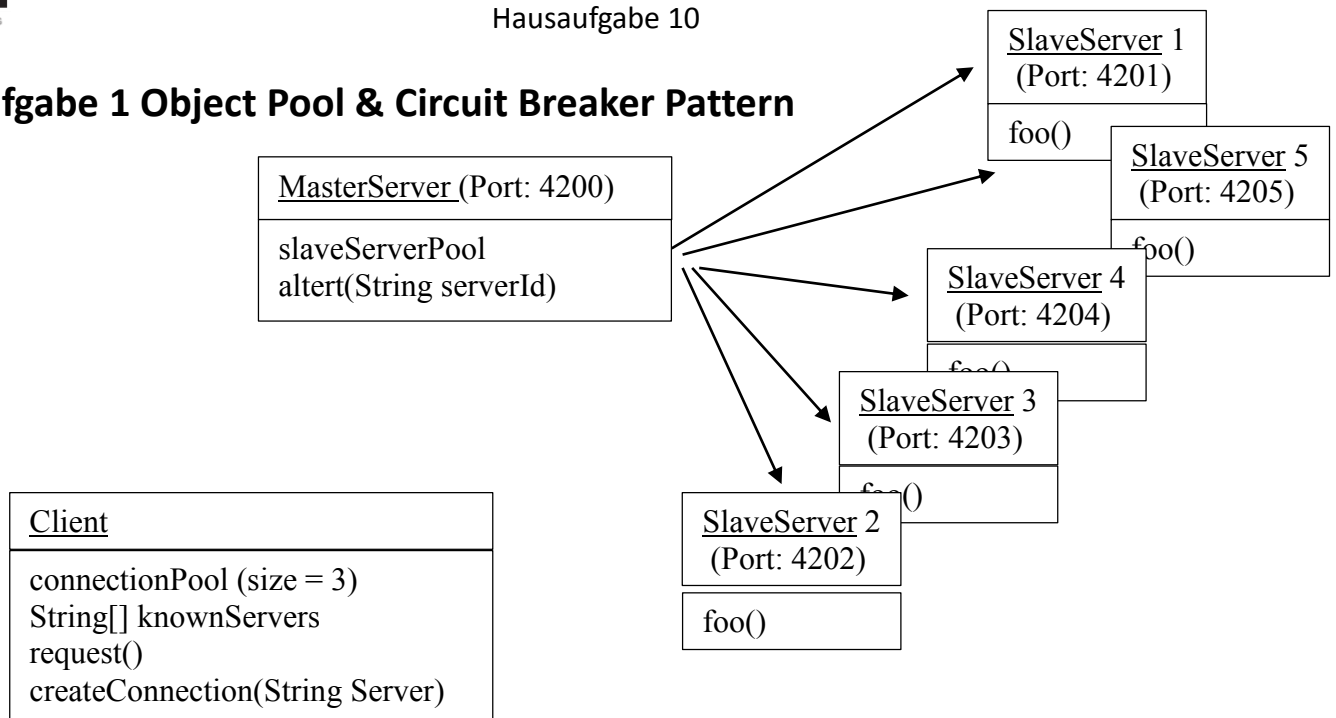 Hausaufgabe 10
fgabe 1 Object Pool & Circuit Breaker Pattern
MasterServer (Port: 4200)
slaveServerPool
altert(String serverId)
SlaveServer 1
(Port: 4201)
foo()
SlaveServer 5
(Port: 4205)
foo()
SlaveServer 4
(Port: 4204)
foo()
SlaveServer 3
(Port: 4203)
foo()
SlaveServer 2
(Port: 4202)
foo()
Client
connectionPool (size = 3)
String[] knownServers
request()
createConnection(String Server)